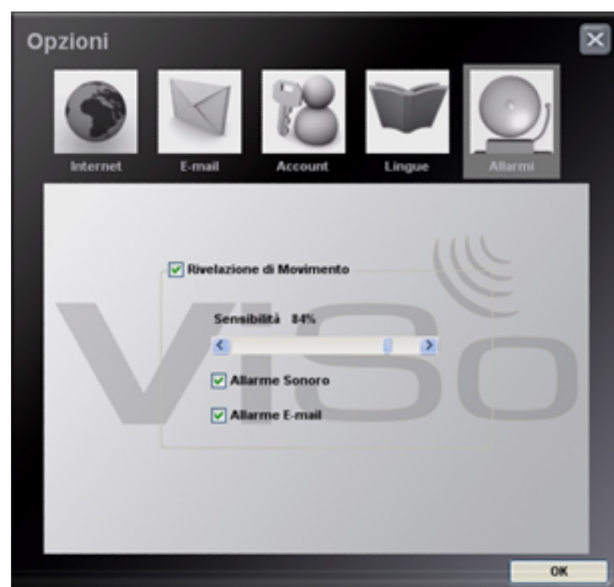 Opzioni
Internet E-mail Account Lingue Allarmi
Rivelazione di Movimento
Sensibilità 84%
Allarme Sonoro
Allarme E-mail
ViSo
OK